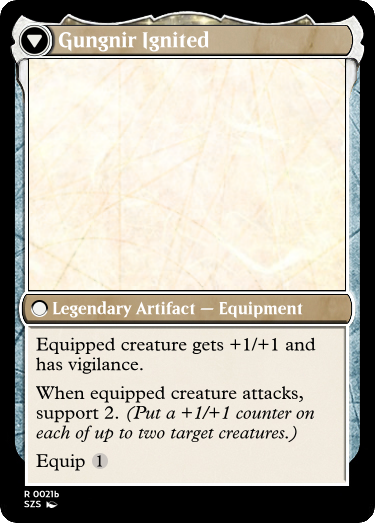 Gungnir Ignited
Legendary Artifact — Equipment
Equipped creature gets +1/+1 and
has vigilance.
When equipped creature attacks,
support 2. (Put a +1/+1 counter on
each of up to two target creatures.)
Equip 1
R 0021b
SZS